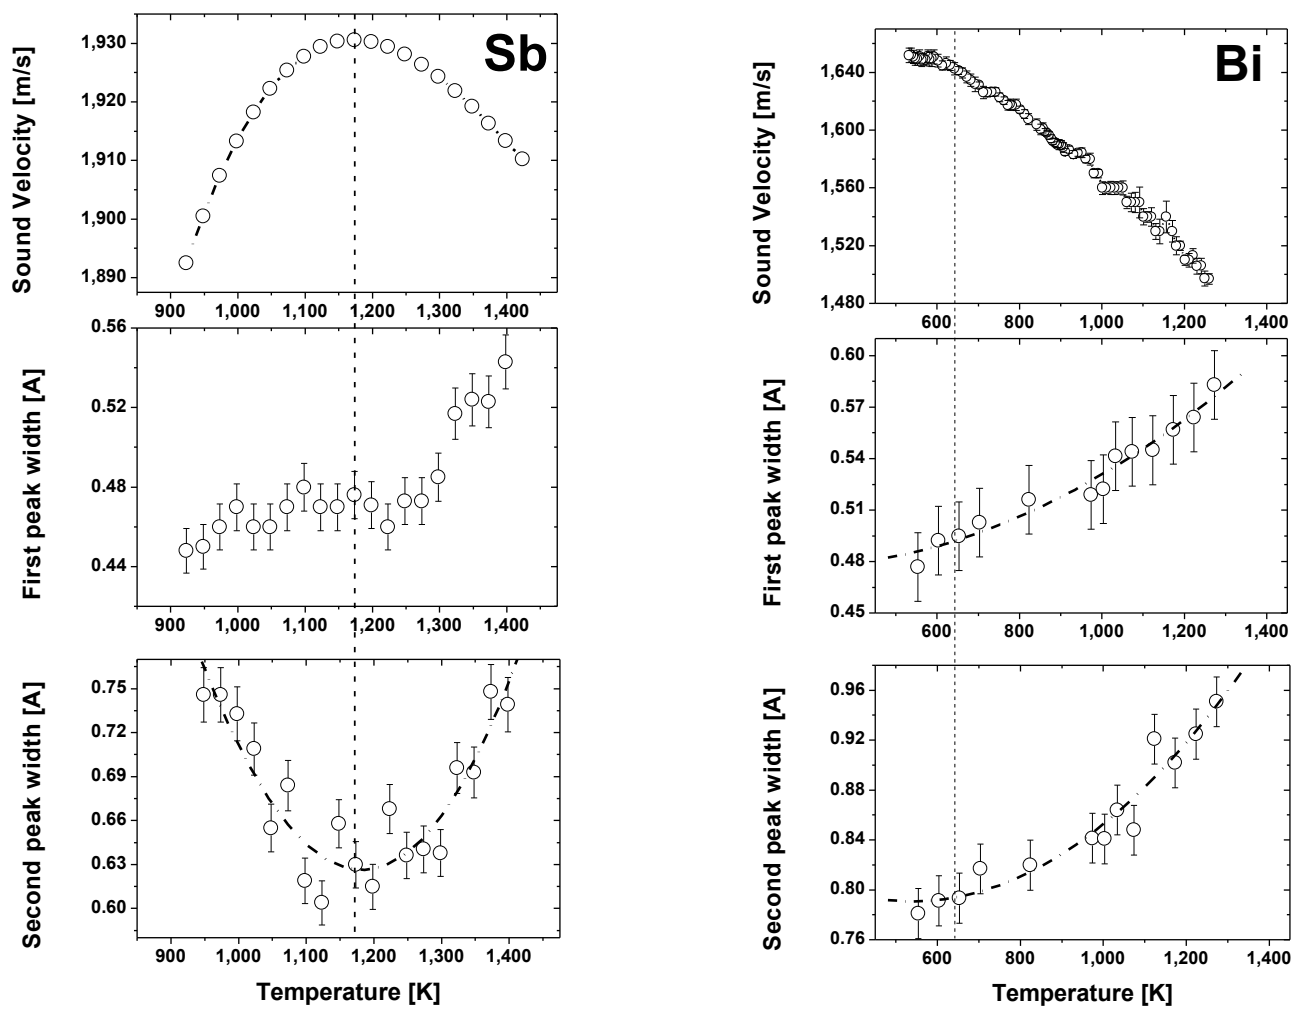 Sb
Sound Velocity [m/s]
1,930
1,920
1,910
1,900
1,890
900 1,000 1,100 1,200 1,300 1,400
First peak width [A]
0.56
0.52
0.48
0.44
900 1,000 1,100 1,200 1,300 1,400
Second peak width [A]
0.75
0.72
0.69
0.66
0.63
0.60
900 1,000 1,100 1,200 1,300 1,400
Temperature [K]
Bi
Sound Velocity [m/s]
1,640
1,600
1,560
1,520
1,480
600 800 1,000 1,200 1,400
First peak width [A]
0.60
0.57
0.54
0.51
0.48
0.45
600 800 1,000 1,200 1,400
Second peak width [A]
0.96
0.92
0.88
0.84
0.80
0.76
600 800 1,000 1,200 1,400
Temperature [K]